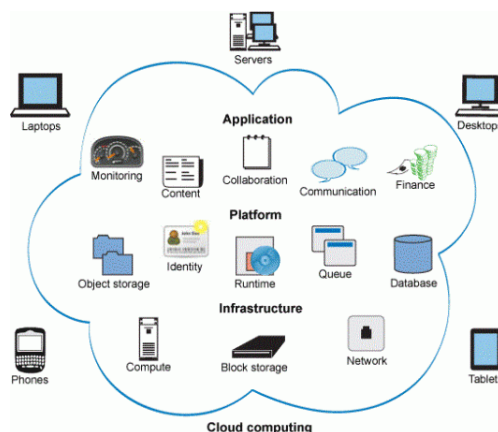 Servers
Laptops
Desktops
Application
Monitoring
Content
Collaboration
Communication
Finance
Platform
Object storage
Identity
Runtime
Queue
Database
Infrastructure
Phones
Compute
Block storage
Network
Tablet
Cloud computing